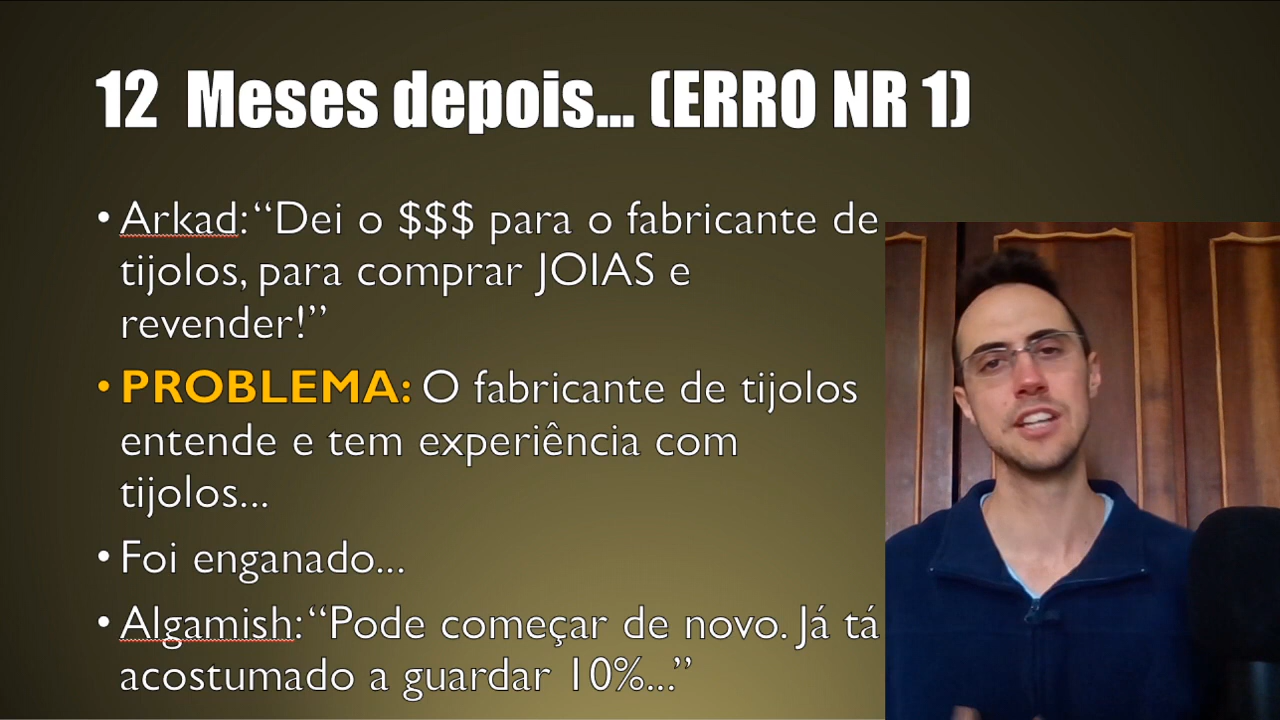 12 Meses depois... (ERRO NR 1)
• Arkad: “Dei o $$$ para o fabricante de
tijolos, para comprar JOIAS e
revender!”
• PROBLEMA: O fabricante de tijolos
entende e tem experiência com
tijolos...
• Foi enganado...
• Algamish: “Pode começar de novo. Já tá
acostumado a guardar 10%...”